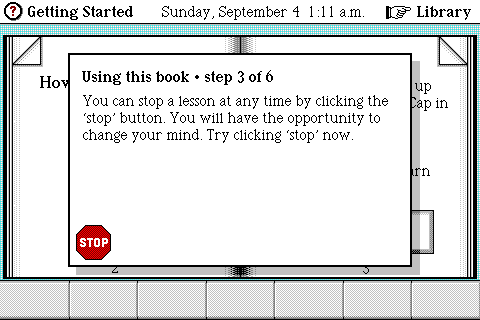 ? Getting Started Sunday, September 4 1:11 a.m. Library
Using this book • step 3 of 6
How
up
You can stop a lesson at any time by clicking the
Cap in
‘stop’ button. You will have the opportunity to
change your mind. Try clicking ‘stop’ now.
STOP
2 3